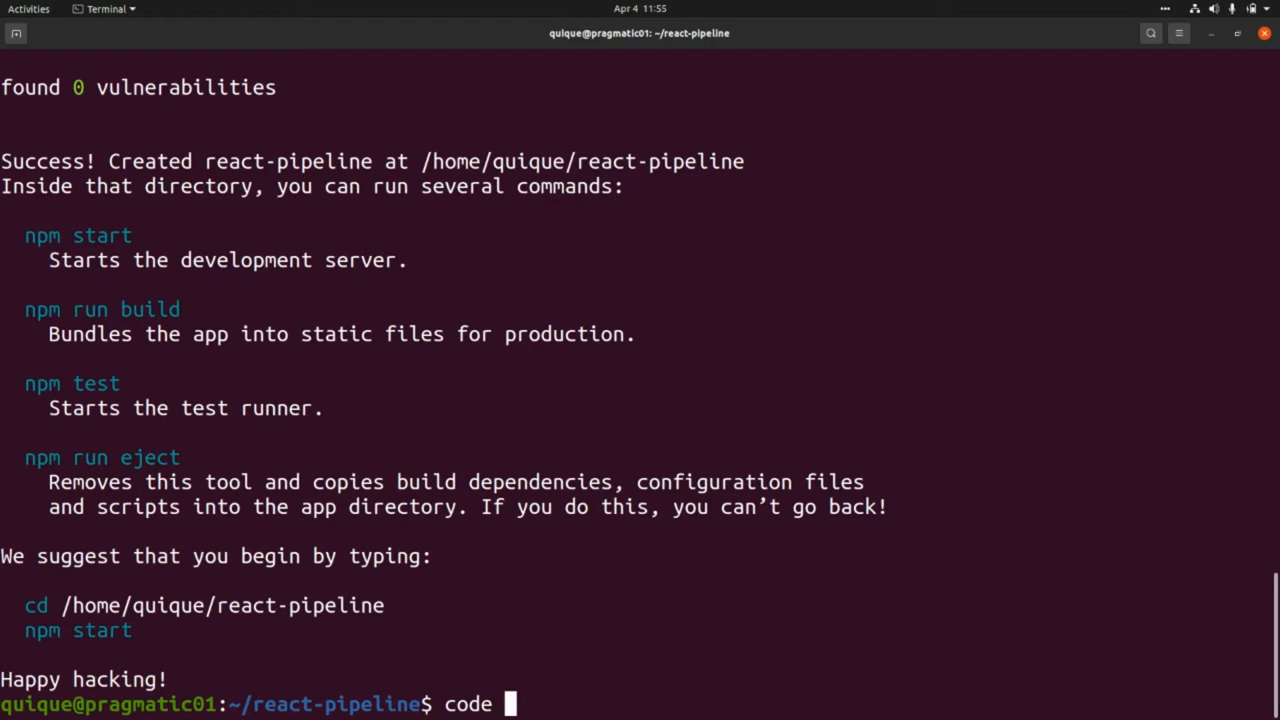 Activities
Terminal
Apr 4 11:55
quique@pragmatic01: ~/react-pipeline
found 0 vulnerabilities
Success! Created react-pipeline at /home/quique/react-pipeline
Inside that directory, you can run several commands:
npm start
Starts the development server.
npm run build
Bundles the app into static files for production.
npm test
Starts the test runner.
npm run eject
Removes this tool and copies build dependencies, configuration files
and scripts into the app directory. If you do this, you can’t go back!
We suggest that you begin by typing:
cd /home/quique/react-pipeline
npm start
Happy hacking!
quique@pragmatic01:~/react-pipeline$ code